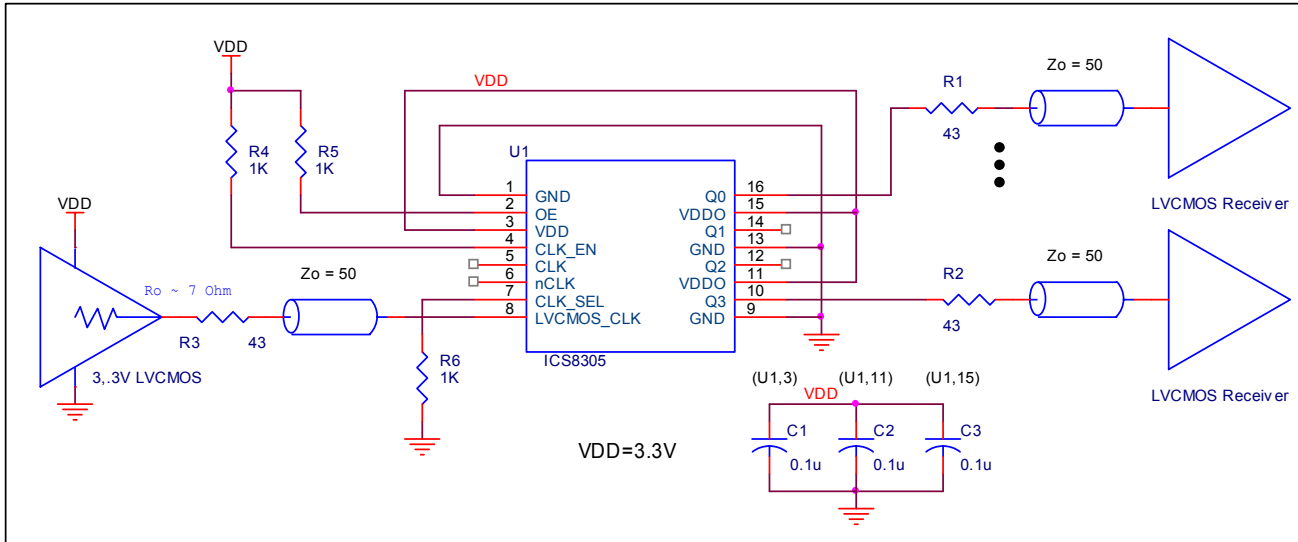 VDD
VDD
R4
1K
R5
1K
VDD
Ro ~ 7 Ohm
R3
43
3,.3V LVCMOS
Zo = 50
R6
1K
U1
1
GND
2
OE
3
VDD
4
CLK_EN
5
CLK
6
nCLK
7
CLK_SEL
8
LVCMOS_CLK
16
Q0
15
VDDO
14
Q1
13
GND
12
Q2
11
VDDO
10
Q3
9
GND
ICS8305
R1
43
Zo = 50
LVCMOS Receiver
R2
43
Zo = 50
LVCMOS Receiver
VDD=3.3V
(U1,3)
(U1,11)
(U1,15)
VDD
C1
0.1u
C2
0.1u
C3
0.1u